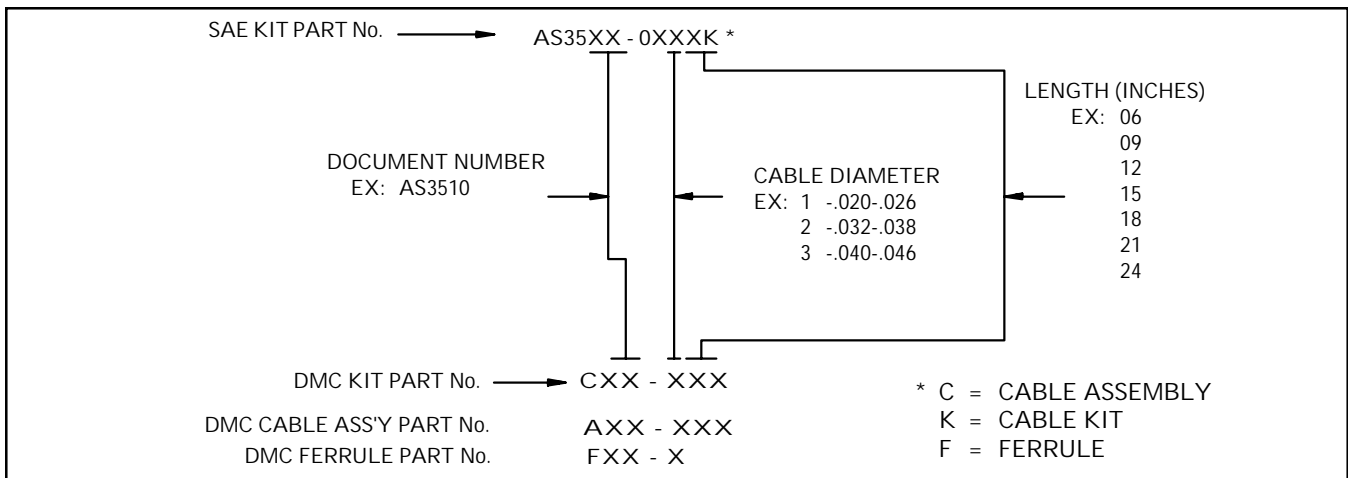 SAE KIT PART No.
AS35XX - 0XXXK *
LENGTH (INCHES)
EX: 06
09
12
15
18
21
24
DOCUMENT NUMBER
EX: AS3510
CABLE DIAMETER
EX: 1 -.020-.026
2 -.032-.038
3 -.040-.046
DMC KIT PART No.
CXX - XXX
DMC CABLE ASS'Y PART No.
AXX - XXX
DMC FERRULE PART No.
FXX - X
* C = CABLE ASSEMBLY
K = CABLE KIT
F = FERRULE